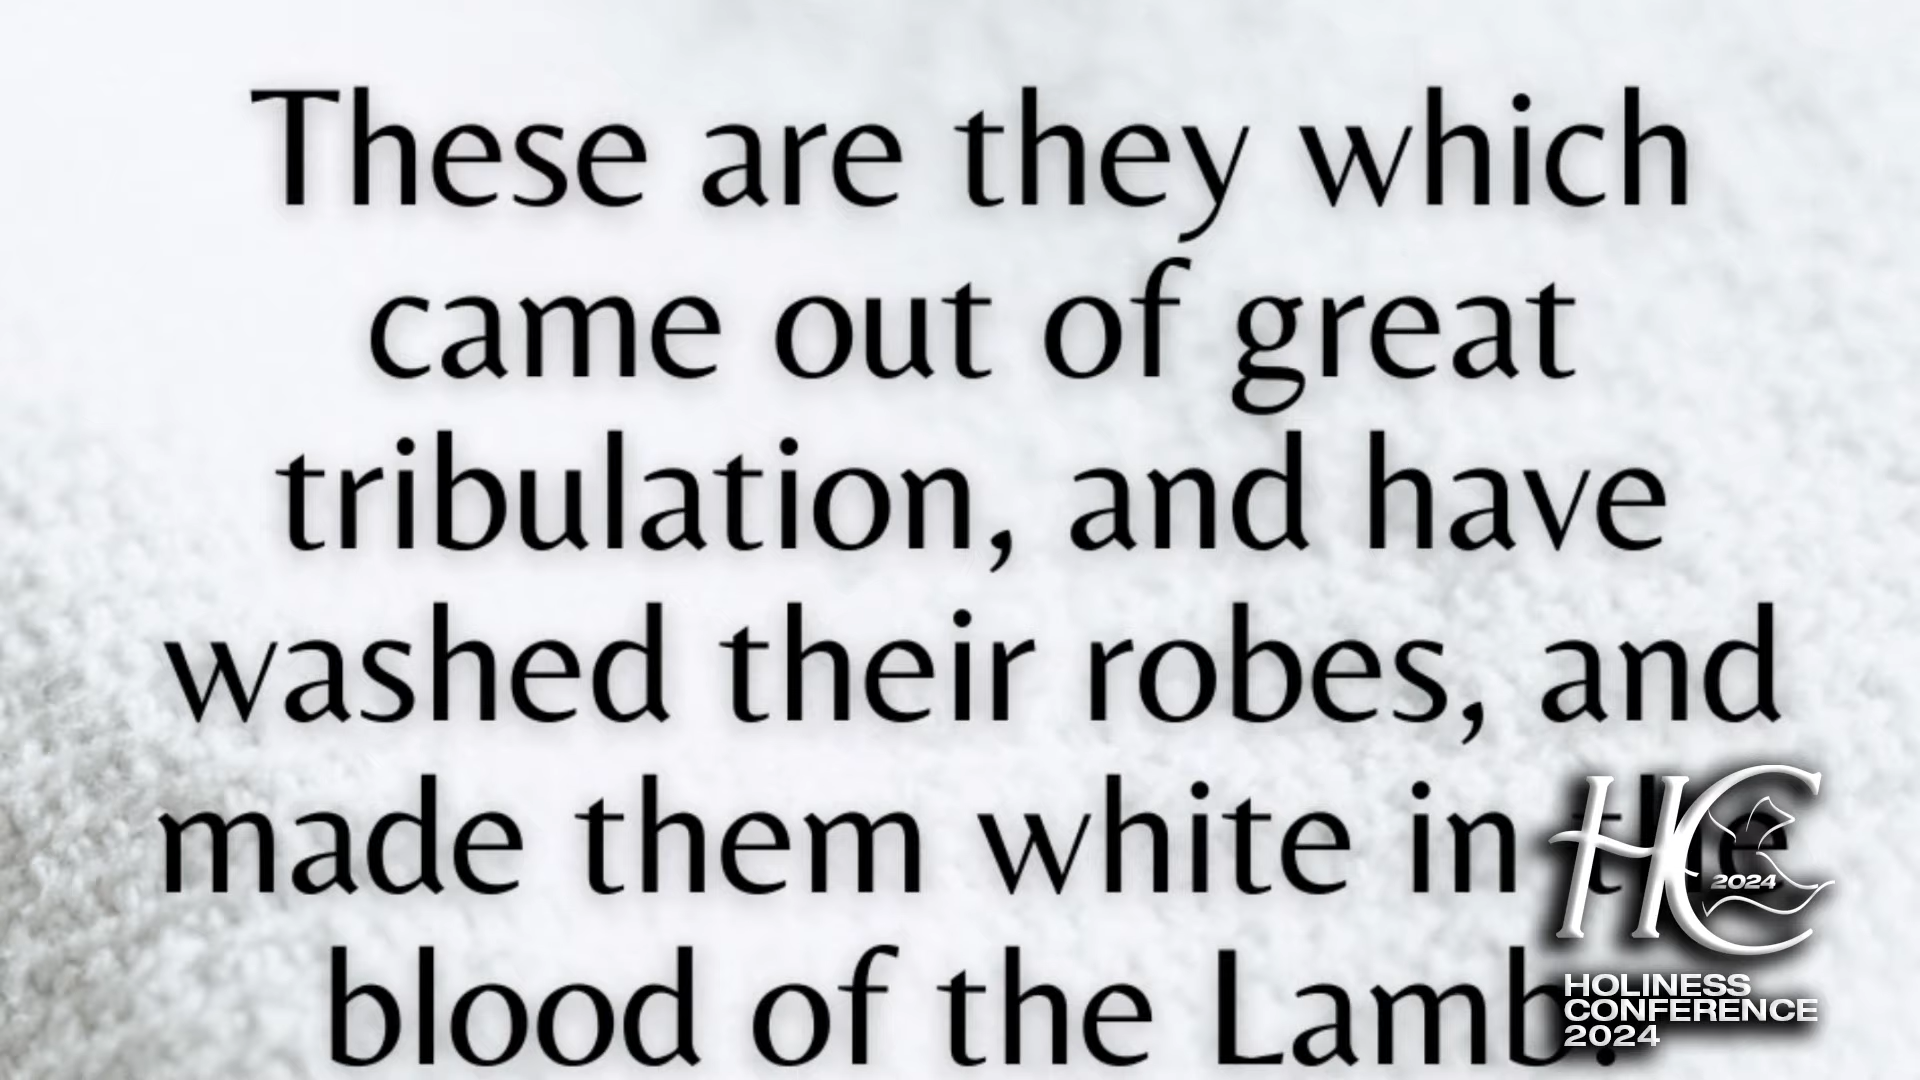 These are they which
came out of great
tribulation, and have
washed their robes, and
made them white in the
blood of the Lamb.
HC
2024
HOLINESS
CONFERENCE
2024